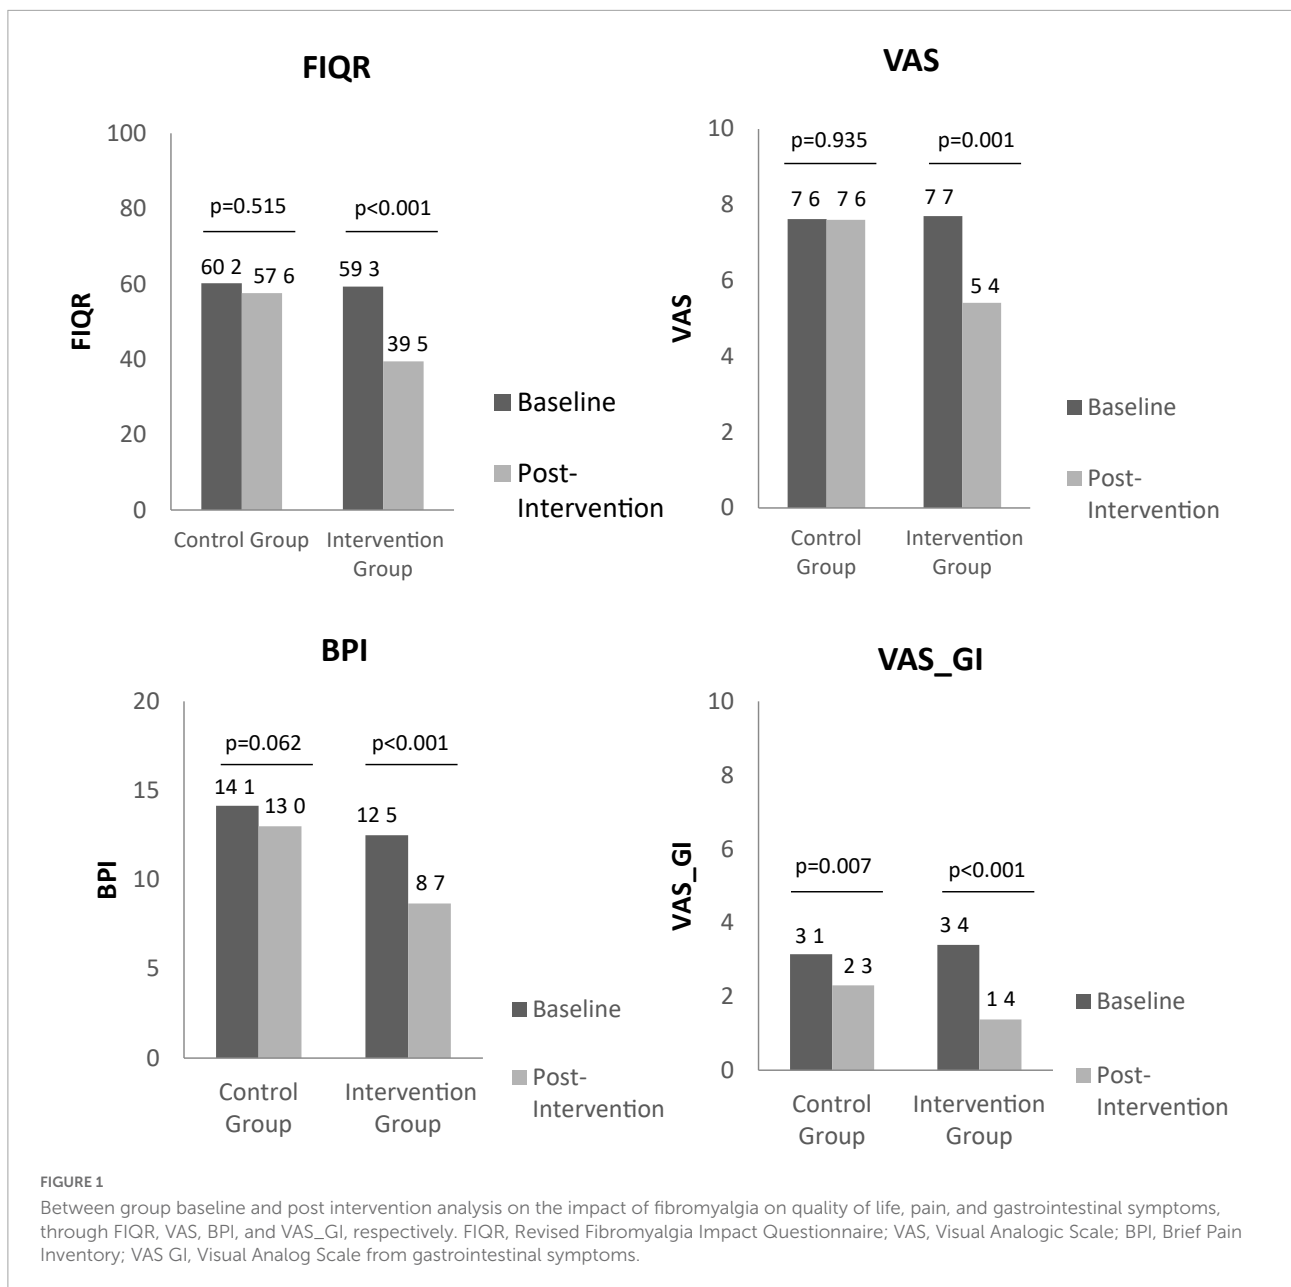 FIQR
100
80
60
40
20
0
FIQR
p=0.515
p<0.001
60 2
57 6
59 3
39 5
Control Group
Intervention
Group
Baseline
Post-
Intervention
VAS
10
8
6
4
2
0
VAS
p=0.935
p=0.001
7 6
7 6
7 7
5 4
Control
Group
Intervention
Group
Baseline
Post-
Intervention
BPI
20
15
10
5
0
BPI
p=0.062
p<0.001
14 1
13 0
12 5
8 7
Control
Group
Intervention
Group
Baseline
Post-
Intervention
VAS_GI
10
8
6
4
2
0
VAS_GI
p=0.007
p<0.001
3 1
2 3
3 4
1 4
Control
Group
Intervention
Group
Baseline
Post-
Intervention
FIGURE 1
Between group baseline and post intervention analysis on the impact of fibromyalgia on quality of life, pain, and gastrointestinal symptoms,
through FIQR, VAS, BPI, and VAS_GI, respectively. FIQR, Revised Fibromyalgia Impact Questionnaire; VAS, Visual Analogic Scale; BPI, Brief Pain
Inventory; VAS GI, Visual Analog Scale from gastrointestinal symptoms.